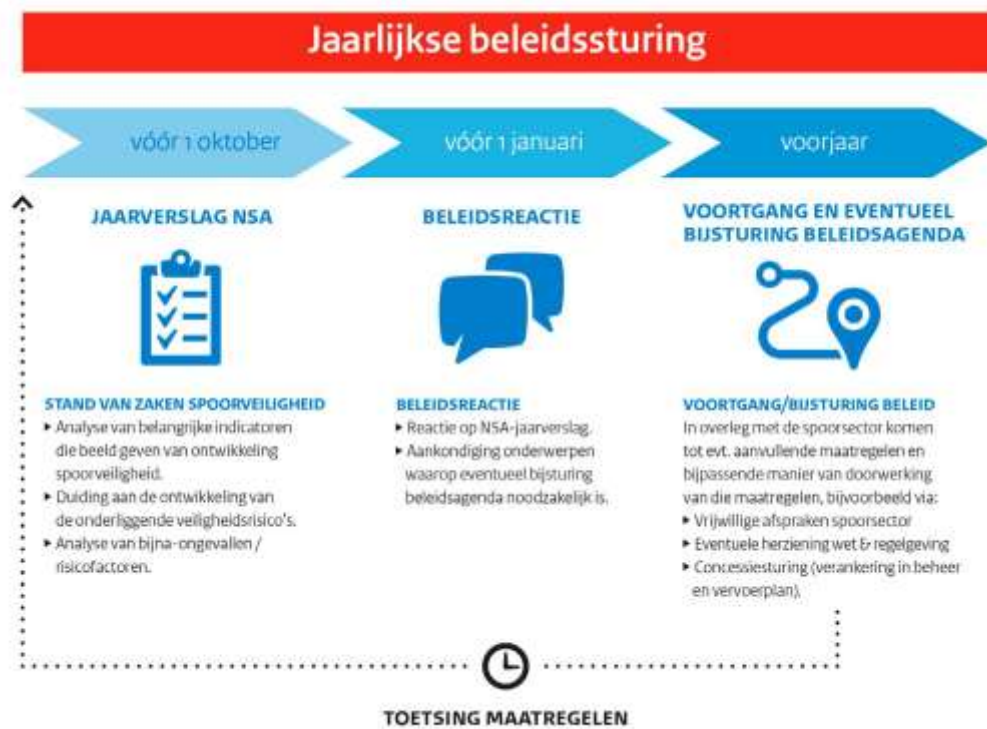 Jaarlijkse beleidssturing
vóór 1 oktober
vóór 1 januari
voorjaar
JAARVERSLAG NSA
BELEIDSREACTIE
VOORTGANG EN EVENTUEEL
BIJSTURING BELEIDSAGENDA
STAND VAN ZAKEN SPOORVEILIGHEID
▸ Analyse van belangrijke indicatoren
die beeld geven van ontwikkeling
spoorveiligheid.
▸ Duiding aan de ontwikkeling van
de onderliggende veiligheidsrisico's.
▸ Analyse van bijna-ongevallen /
risicofactoren.
BELEIDSREACTIE
▸ Reactie op NSA-jaarverslag.
▸ Aankondiging onderwerpen
waarop eventueel bijsturing
beleidsagenda noodzakelijk is.
VOORTGANG/BIJSTURING BELEID
In overleg met de spoorsector komen
tot evt. aanvullende maatregelen en
bijpassende manier van doorwerking
van die maatregelen, bijvoorbeeld via:
▸ Vrijwillige afspraken spoorsector
▸ Eventuele herziening wet & regelgeving
▸ Concessiesturing (verankering in beheer
en vervoerplan).
TOETSING MAATREGELEN